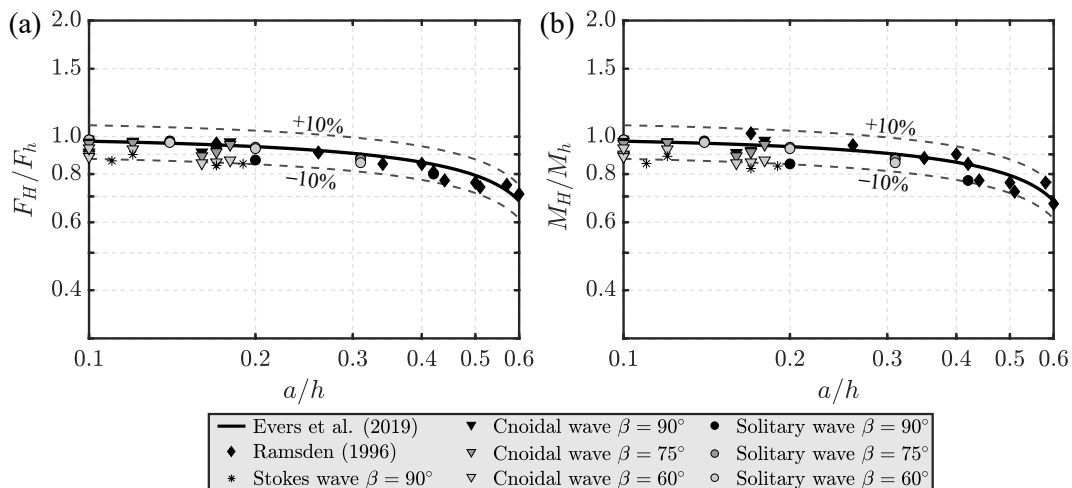 (a)
2.0
1.5
1.0
0.8
0.6
0.4
F_H/F_h
+10%
−10%
0.1 0.2 0.3 0.4 0.5 0.6
a/h
(b)
2.0
1.5
1.0
0.8
0.6
0.4
M_H/M_h
+10%
−10%
0.1 0.2 0.3 0.4 0.5 0.6
a/h
Evers et al. (2019)
Ramsden (1996)
Stokes wave β = 90°
Cnoidal wave β = 90°
Cnoidal wave β = 75°
Cnoidal wave β = 60°
Solitary wave β = 90°
Solitary wave β = 75°
Solitary wave β = 60°